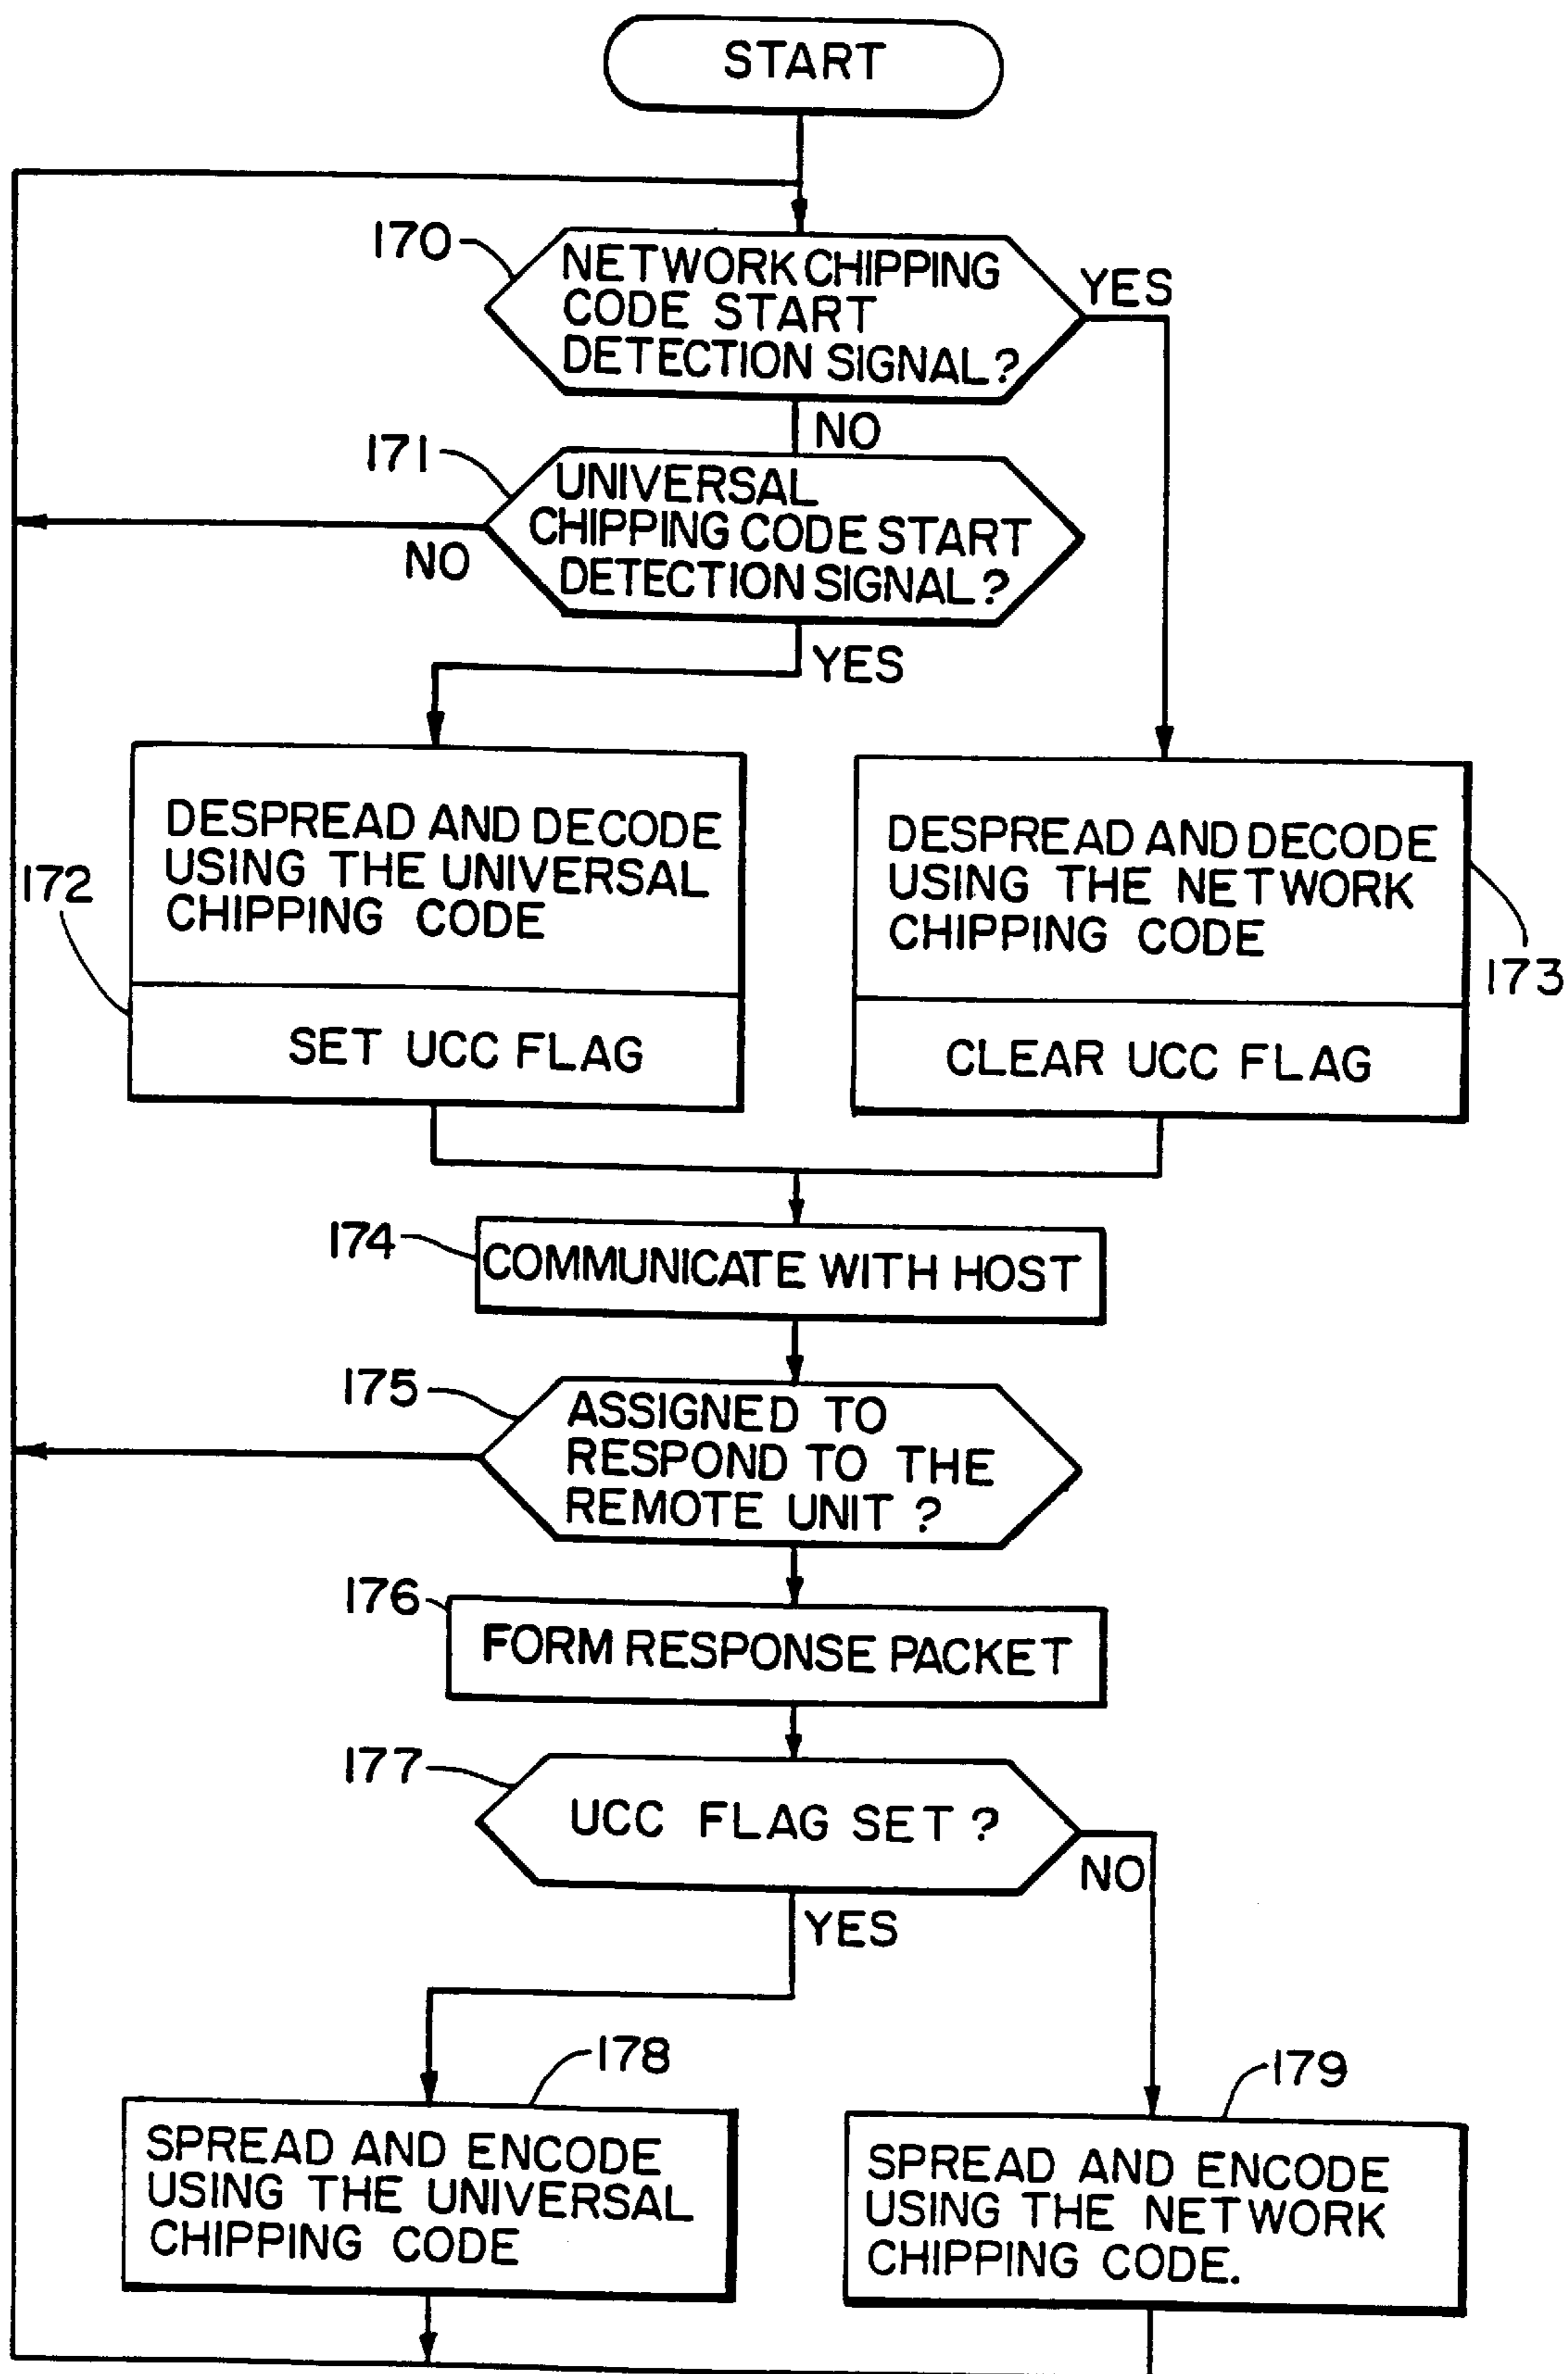 START
170
NETWORK CHIPPING
CODE START
DETECTION SIGNAL?
YES
NO
171
UNIVERSAL
CHIPPING CODE START
DETECTION SIGNAL?
NO
YES
DESPREAD AND DECODE
USING THE UNIVERSAL
CHIPPING CODE
172
SET UCC FLAG
DESPREAD AND DECODE
USING THE NETWORK
CHIPPING CODE
173
CLEAR UCC FLAG
174
COMMUNICATE WITH HOST
175
ASSIGNED TO
RESPOND TO THE
REMOTE UNIT ?
176
FORM RESPONSE PACKET
177
UCC FLAG SET ?
NO
YES
178
SPREAD AND ENCODE
USING THE UNIVERSAL
CHIPPING CODE
179
SPREAD AND ENCODE
USING THE NETWORK
CHIPPING CODE.